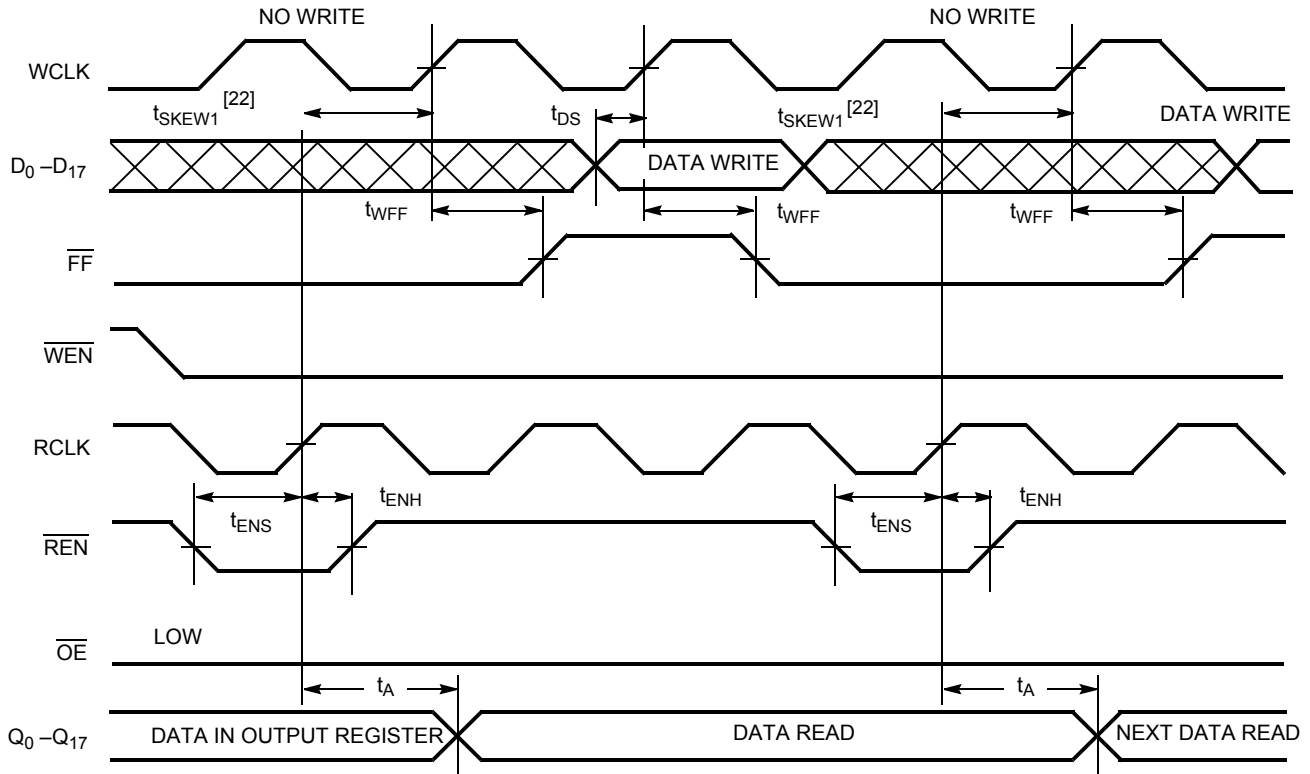 NO WRITE NO WRITE
WCLK
tSKEW1 [22] tDS tSKEW1 [22] DATA WRITE
D0 –D17 DATA WRITE
tWFF tWFF tWFF
FF
WEN
RCLK
tENS tENH tENS tENH
REN
LOW
OE
tA tA
Q0 –Q17 DATA IN OUTPUT REGISTER DATA READ NEXT DATA READ